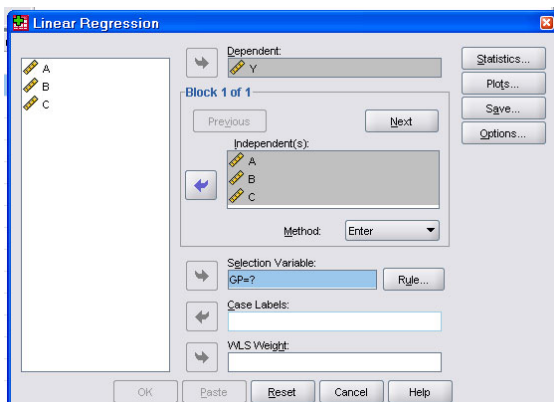 Linear Regression
A
B
C
Dependent:
Y
Block 1 of 1
Previous
Next
Independent(s):
A
B
C
Method:
Enter
Selection Variable:
GP=?
Rule...
Case Labels:
WLS Weight:
Statistics...
Plots...
Save...
Options...
OK
Paste
Reset
Cancel
Help